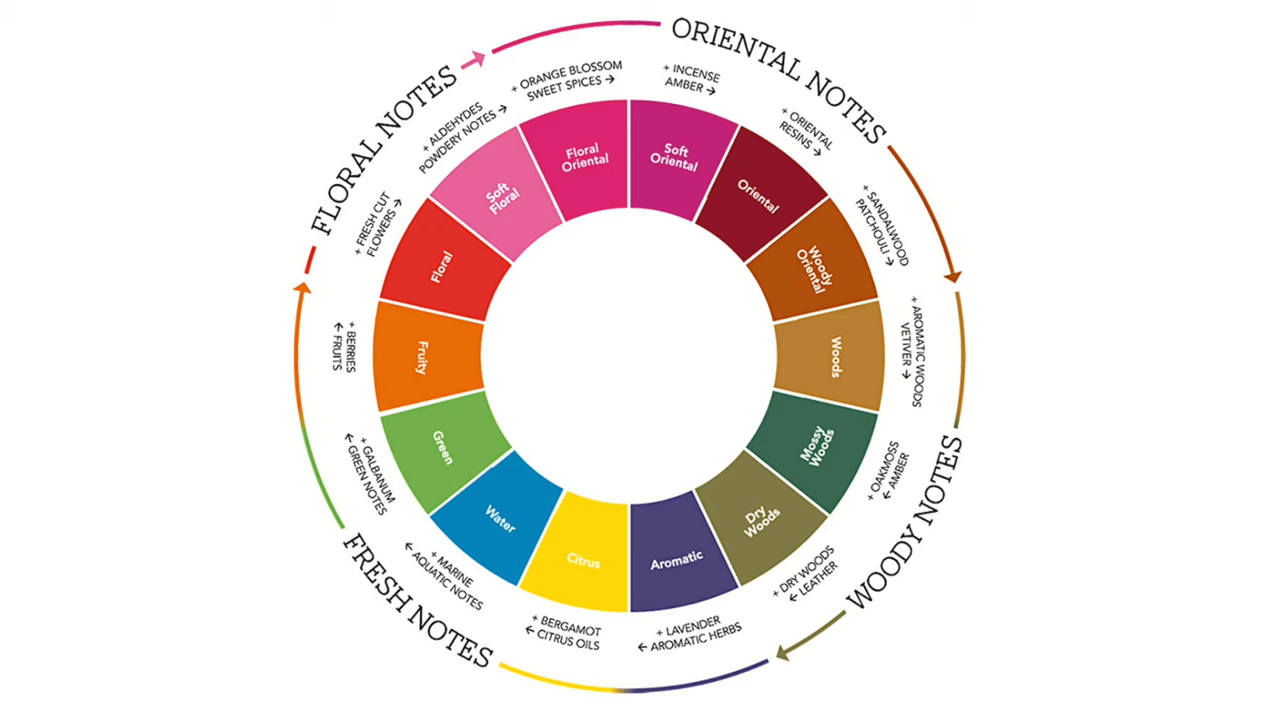 ORIENTAL NOTES
+ INCENSE
AMBER →
+ ORIENTAL
RESINS →
+ SANDALWOOD
PATCHOULI →
+ AROMATIC WOODS
VETIVER →
WOODY NOTES
+ OAKMOSS
← AMBER
+ DRY WOODS
← LEATHER
+ LAVENDER
← AROMATIC HERBS
+ BERGAMOT
← CITRUS OILS
FRESH NOTES
+ MARINE
← AQUATIC NOTES
+ GALBANUM
← GREEN NOTES
+ BERRIES
← FRUITS
FLORAL NOTES
+ FRESH CUT
FLOWERS →
+ ALDEHYDES
POWDERY NOTES →
+ ORANGE BLOSSOM
SWEET SPICES →
Floral
Oriental
Soft
Oriental
Oriental
Woody
Oriental
Woods
Mossy
Woods
Dry
Woods
Aromatic
Citrus
Water
Green
Fruity
Floral
Soft
Floral